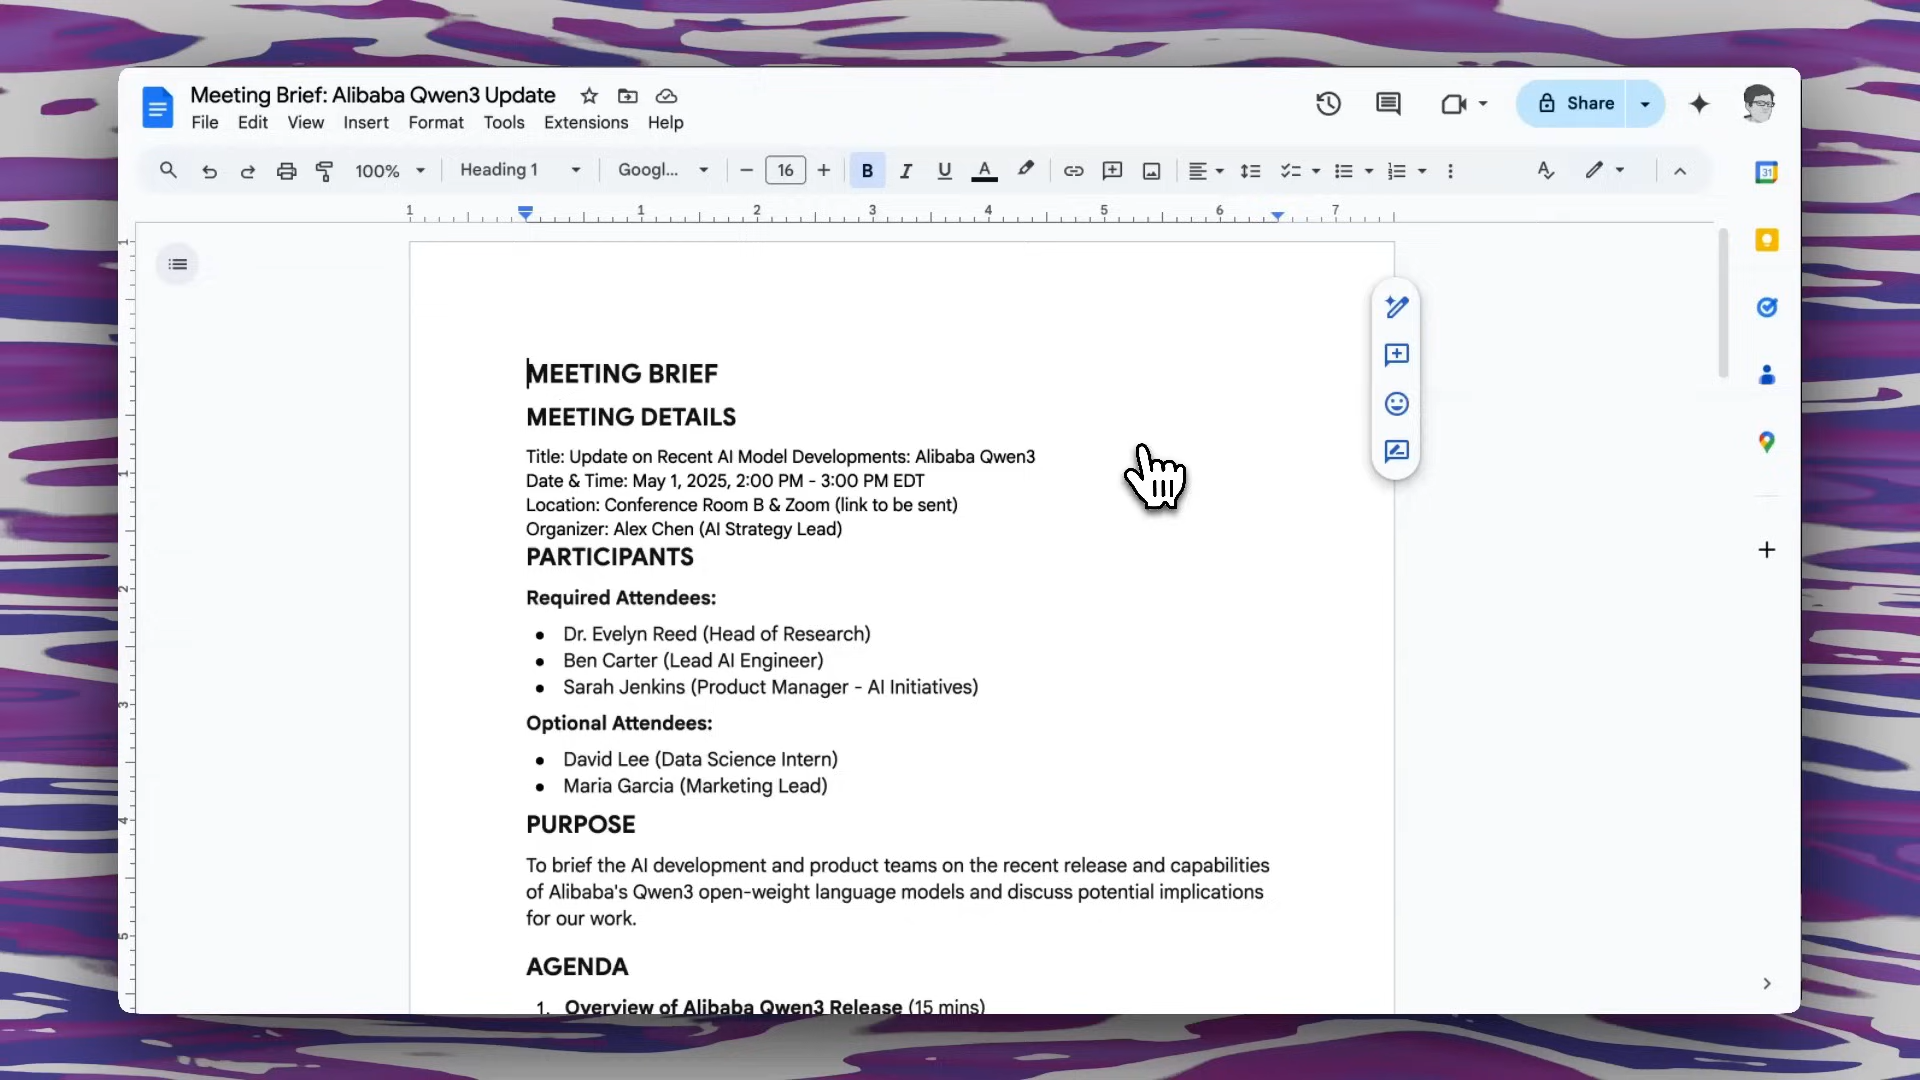 Meeting Brief: Alibaba Qwen3 Update
File Edit View Insert Format Tools Extensions Help
Share
100% Heading 1 Googl... 16 B I U A
1 1 2 3 4 5 6 7
31
MEETING BRIEF
MEETING DETAILS
Title: Update on Recent AI Model Developments: Alibaba Qwen3
Date & Time: May 1, 2025, 2:00 PM - 3:00 PM EDT
Location: Conference Room B & Zoom (link to be sent)
Organizer: Alex Chen (AI Strategy Lead)
PARTICIPANTS
Required Attendees:
● Dr. Evelyn Reed (Head of Research)
● Ben Carter (Lead AI Engineer)
● Sarah Jenkins (Product Manager - AI Initiatives)
Optional Attendees:
● David Lee (Data Science Intern)
● Maria Garcia (Marketing Lead)
PURPOSE
To brief the AI development and product teams on the recent release and capabilities
of Alibaba's Qwen3 open-weight language models and discuss potential implications
for our work.
AGENDA
1. Overview of Alibaba Qwen3 Release (15 mins)
1
1
2
3
4
5